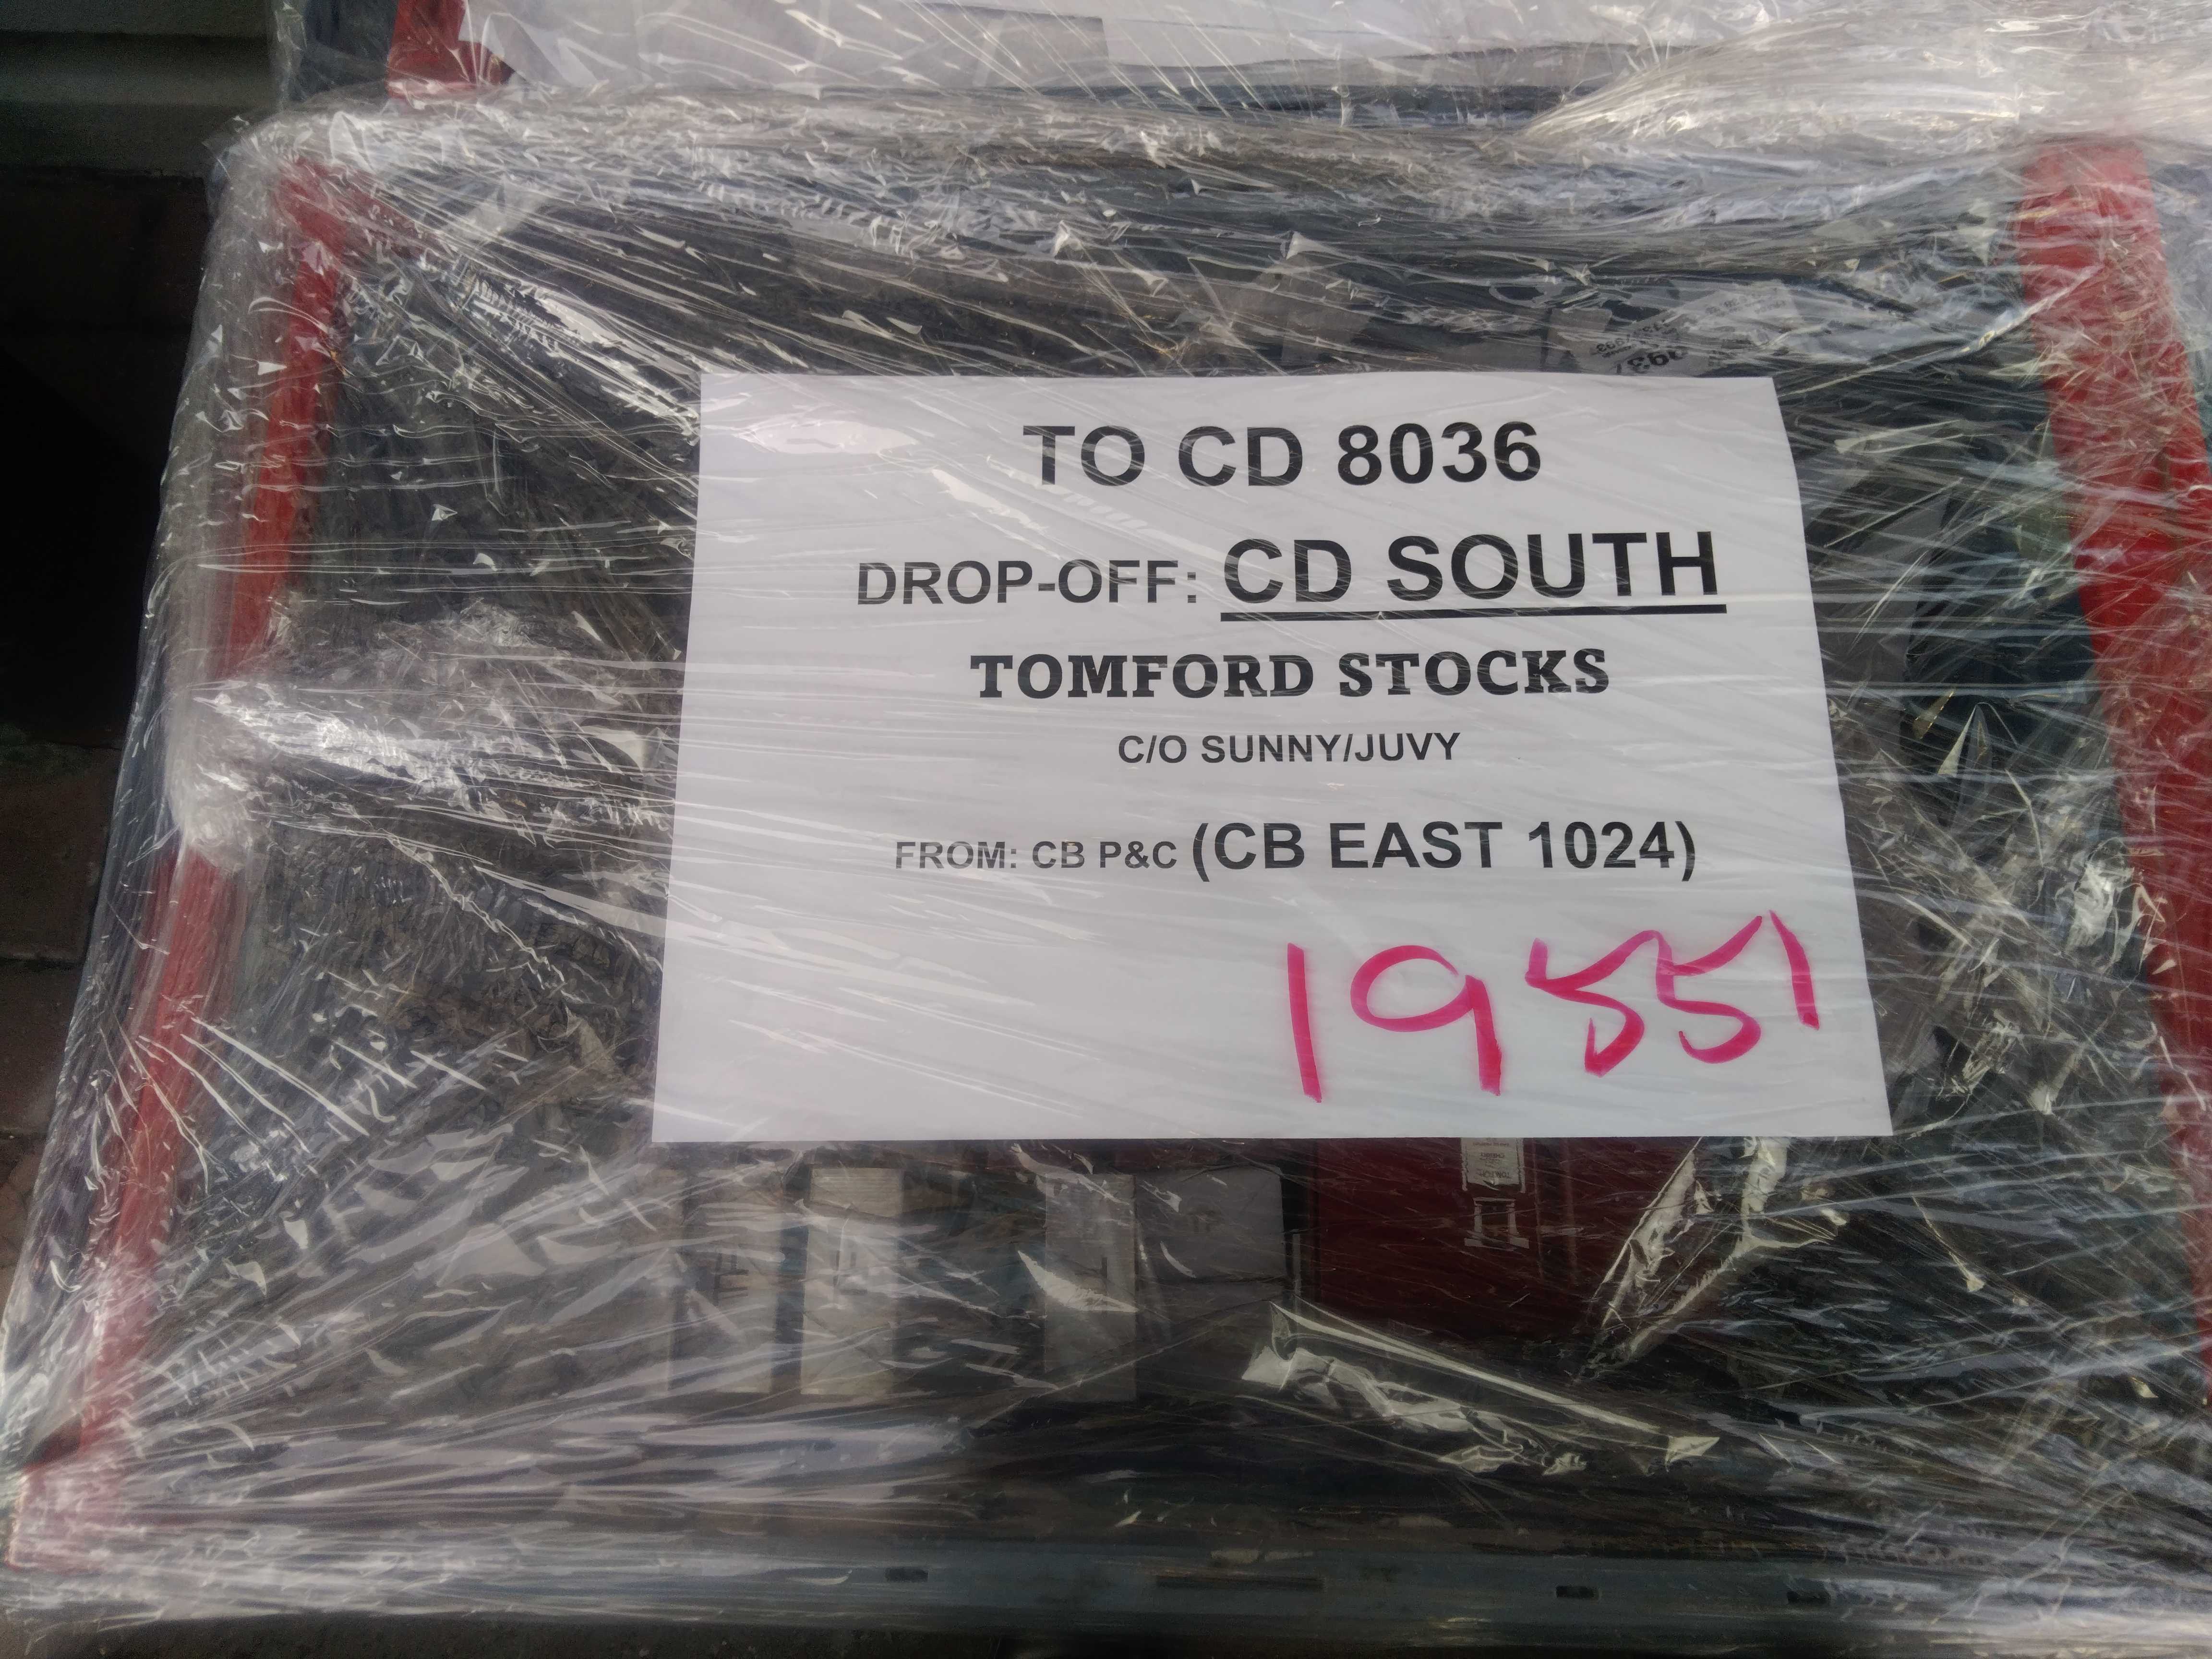 TO CD 8036
DROP-OFF: CD SOUTH
TOMFORD STOCKS
C/O SUNNY/JUVY
FROM: CB P&C (CB EAST 1024)
19551